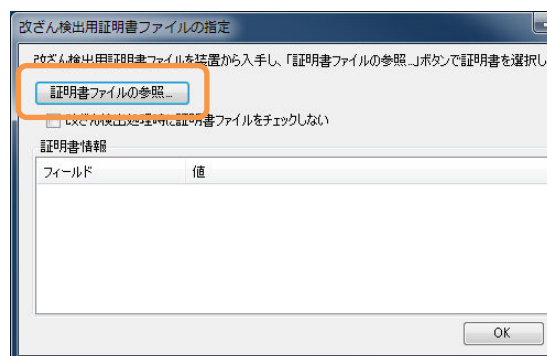 改ざん検出用証明書ファイルの指定
改ざん検出用証明書ファイルを装置から入手し、「証明書ファイルの参照...」ボタンで証明書を選択し
証明書ファイルの参照...
改ざん検出処理時に証明書ファイルをチェックしない
証明書情報
フィールド 値
OK